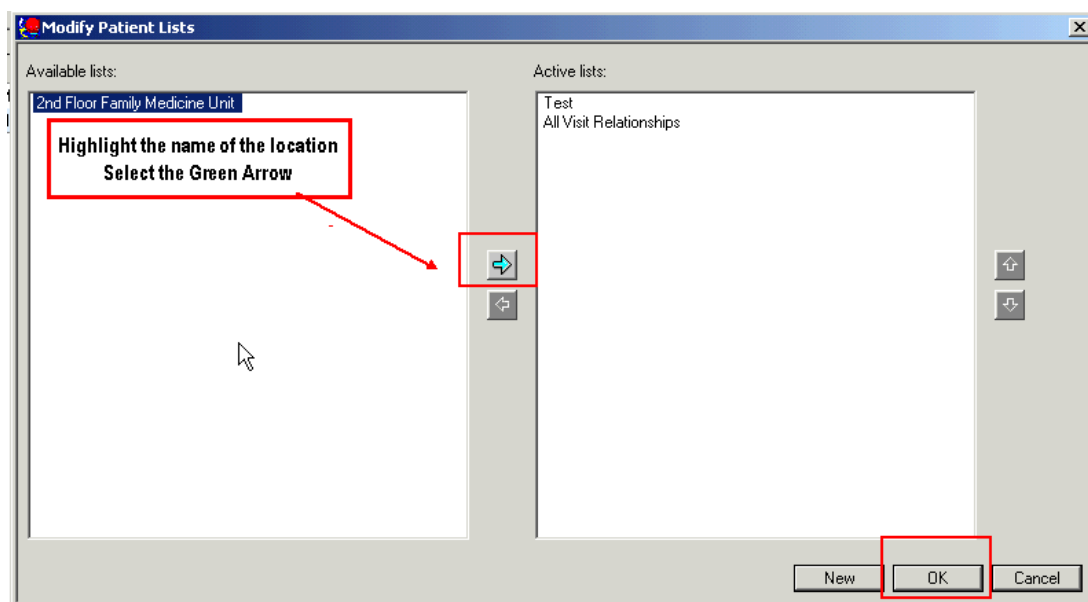 Modify Patient Lists
Available lists:
Active lists:
2nd Floor Family Medicine Unit
Test
All Visit Relationships
Highlight the name of the location
Select the Green Arrow
New
OK
Cancel